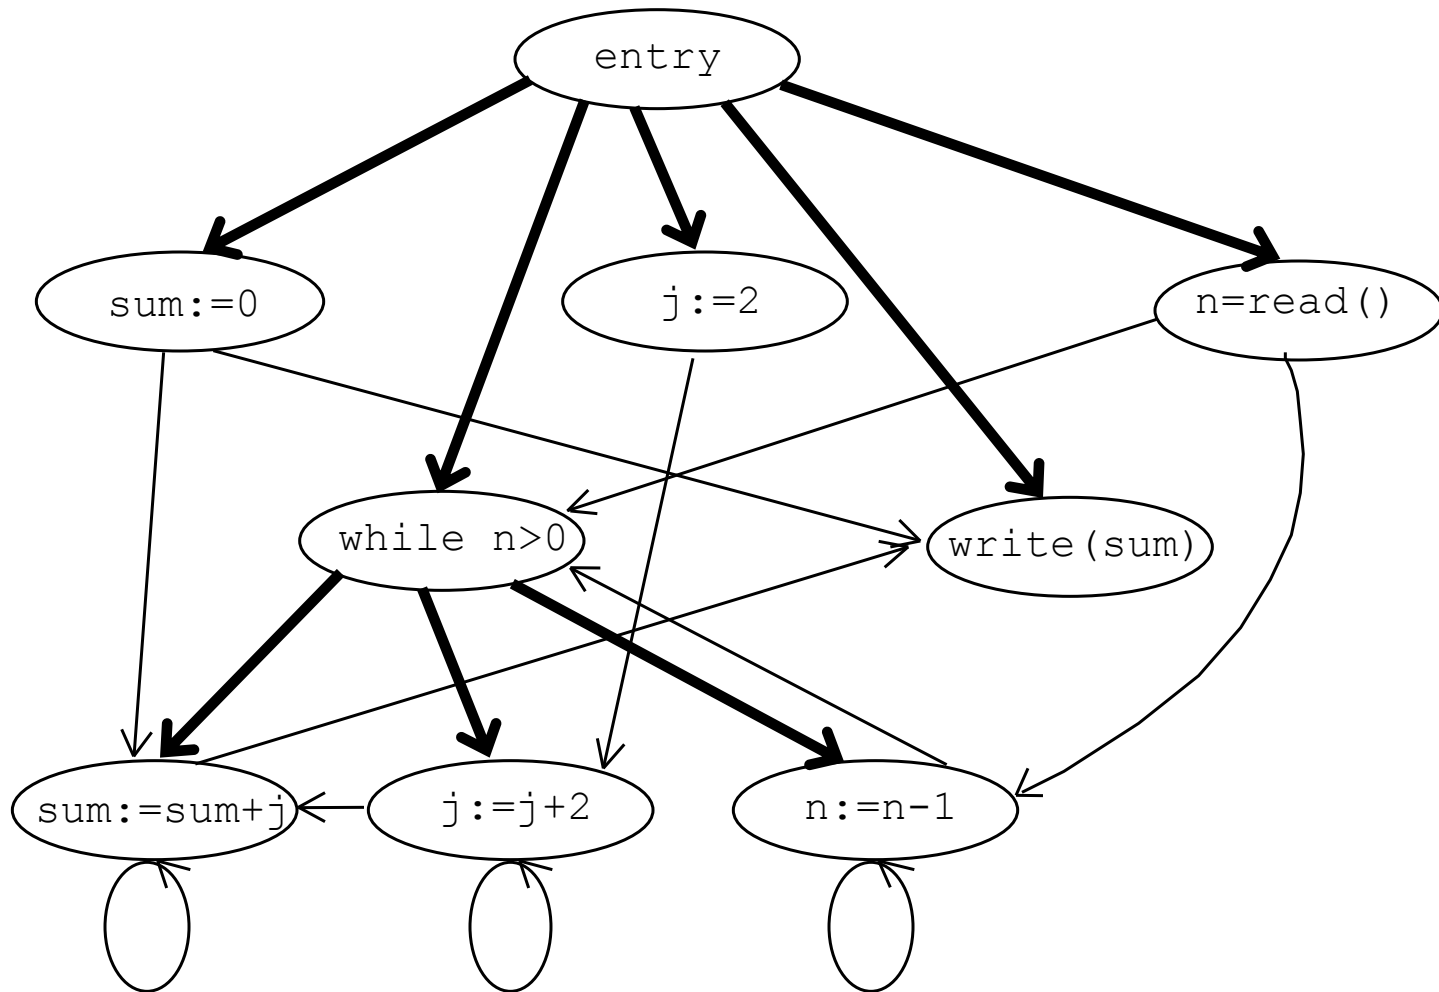 entry
sum:=0
j:=2
n=read()
while n>0
write(sum)
sum:=sum+j
j:=j+2
n:=n-1